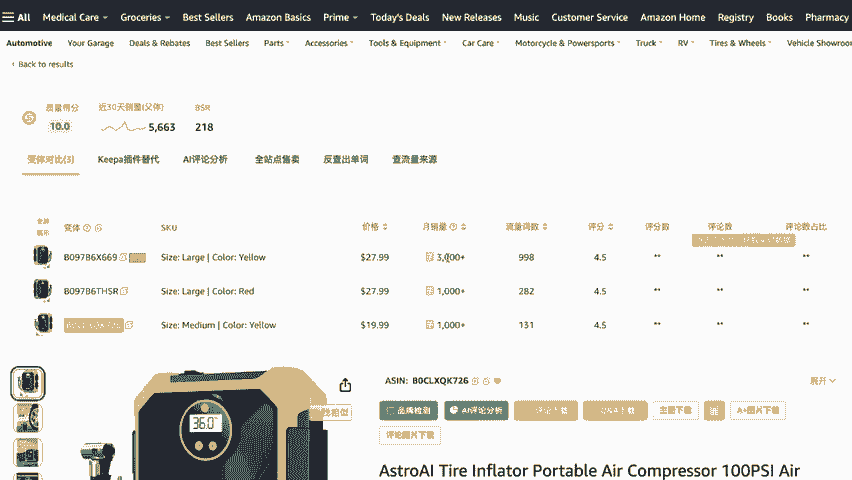 All Medical Care Groceries Best Sellers Amazon Basics Prime Today's Deals New Releases Music Customer Service Amazon Home Registry Books Pharmacy
Automotive Your Garage Deals & Rebates Best Sellers Parts Accessories Tools & Equipment Car Care Motorcycle & Powersports Truck RV Tires & Wheels Vehicle Showroo
‹ Back to results
质量得分 近30天销量(父体) BSR
10.0 5,663 218
变体对比(3) Keepa插件替代 AI评论分析 全站点售卖 反查出单词 查流量来源
变体 SKU 价格 月销量 流量词数 评分 评分数 评论数 评论数占比
B097B6X669 Size: Large | Color: Yellow $27.99 3,000+ 998 4.5 ** ** **
B097B6THSR Size: Large | Color: Red $27.99 1,000+ 282 4.5 ** ** **
Size: Medium | Color: Yellow $19.99 1,000+ 131 4.5 ** ** **
36.0
ASIN: B0CLXQK726 展开
品牌检测 AI评论分析 主图下载 A+图片下载
评论图片下载
AstroAI Tire Inflator Portable Air Compressor 100PSI Air